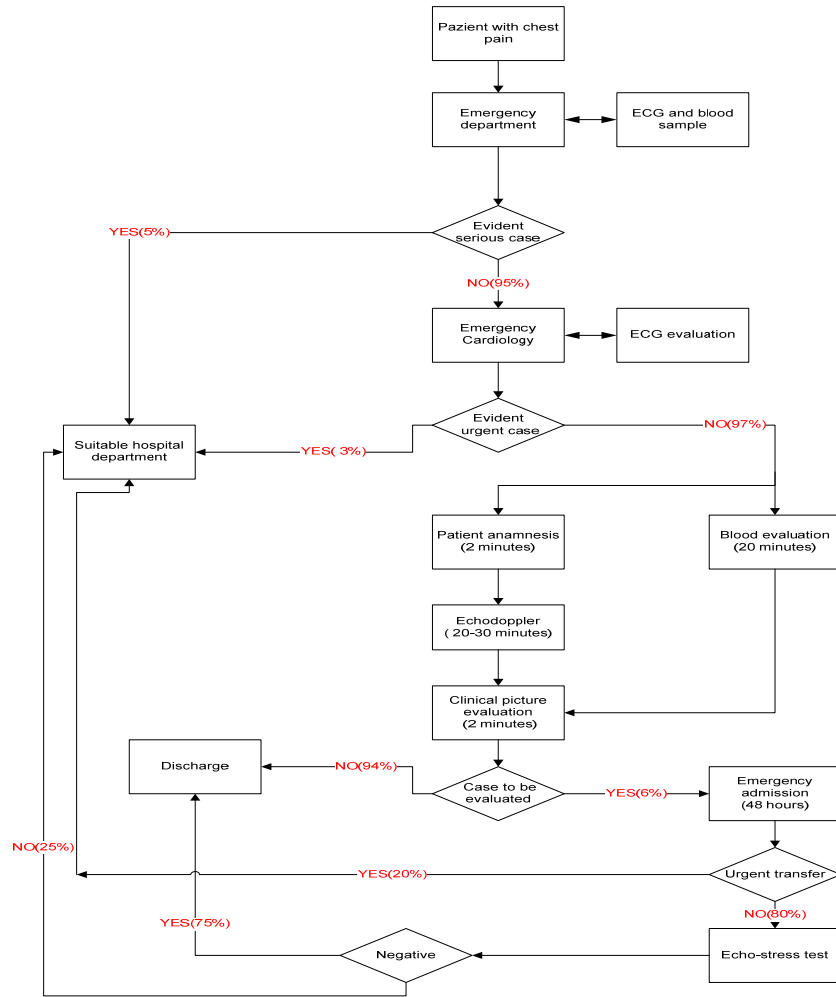 Pazient with chest
pain
Emergency
department
ECG and blood
sample
Evident
serious case
YES(5%)
NO(95%)
Emergency
Cardiology
ECG evaluation
Evident
urgent case
NO(97%)
YES( 3%)
Suitable hospital
department
Patient anamnesis
(2 minutes)
Blood evaluation
(20 minutes)
Echodoppler
( 20-30 minutes)
Clinical picture
evaluation
(2 minutes)
Discharge
NO(94%)
Case to be
evaluated
YES(6%)
Emergency
admission
(48 hours)
NO(25%)
YES(20%)
Urgent transfer
NO(80%)
YES(75%)
Negative
Echo-stress test